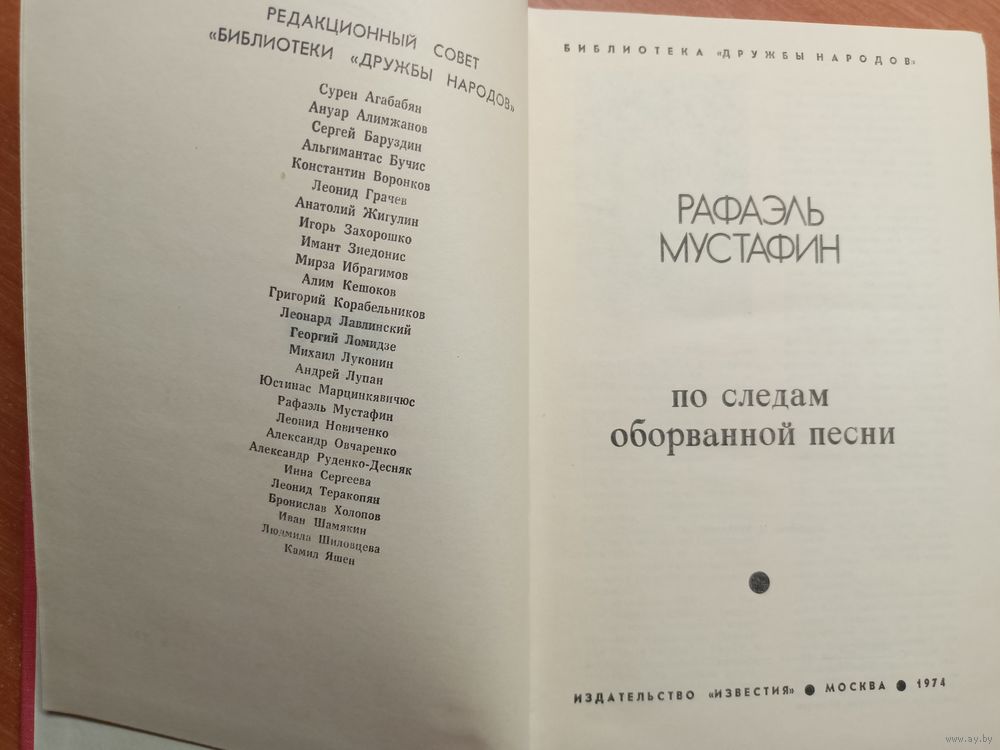 РЕДАКЦИОННЫЙ СОВЕТ
«БИБЛИОТЕКИ «ДРУЖБЫ НАРОДОВ»
Сурен Агабабян
Ануар Алимжанов
Сергей Баруздин
Альгимантас Бучис
Константин Воронков
Леонид Грачев
Анатолий Жигулин
Игорь Захорошко
Имант Зиедонис
Мирза Ибрагимов
Алим Кешоков
Григорий Корабельников
Леонард Лавлинский
Георгий Ломидзе
Михаил Луконин
Андрей Лупан
Юстинас Марцинкявичюс
Рафаэль Мустафин
Леонид Новиченко
Александр Овчаренко
Александр Руденко-Десняк
Инна Сергеева
Леонид Теракопян
Бронислав Холопов
Иван Шамякин
Людмила Шиловцева
Камил Яшен
БИБЛИОТЕКА «ДРУЖБЫ НАРОДОВ»
РАФАЭЛЬ
МУСТАФИН
по следам
оборванной песни
ИЗДАТЕЛЬСТВО «ИЗВЕСТИЯ» ● МОСКВА ● 1974
www.ay.by